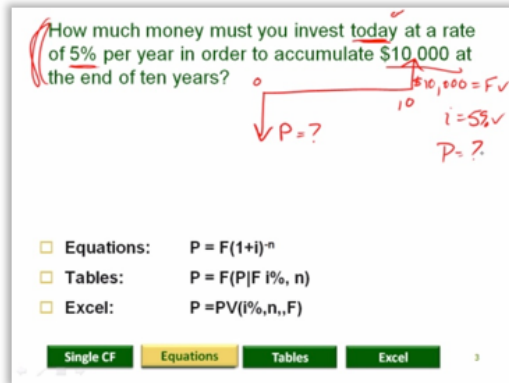 How much money must you invest today at a rate
of 5% per year in order to accumulate $10,000 at
the end of ten years?
0
$10,000 = F✓
10
i = 5%✓
P = ?
P = ?
Equations: P = F(1+i)⁻ⁿ
Tables: P = F(P|F i%, n)
Excel: P =PV(i%,n,,F)
Single CF Equations Tables Excel 3